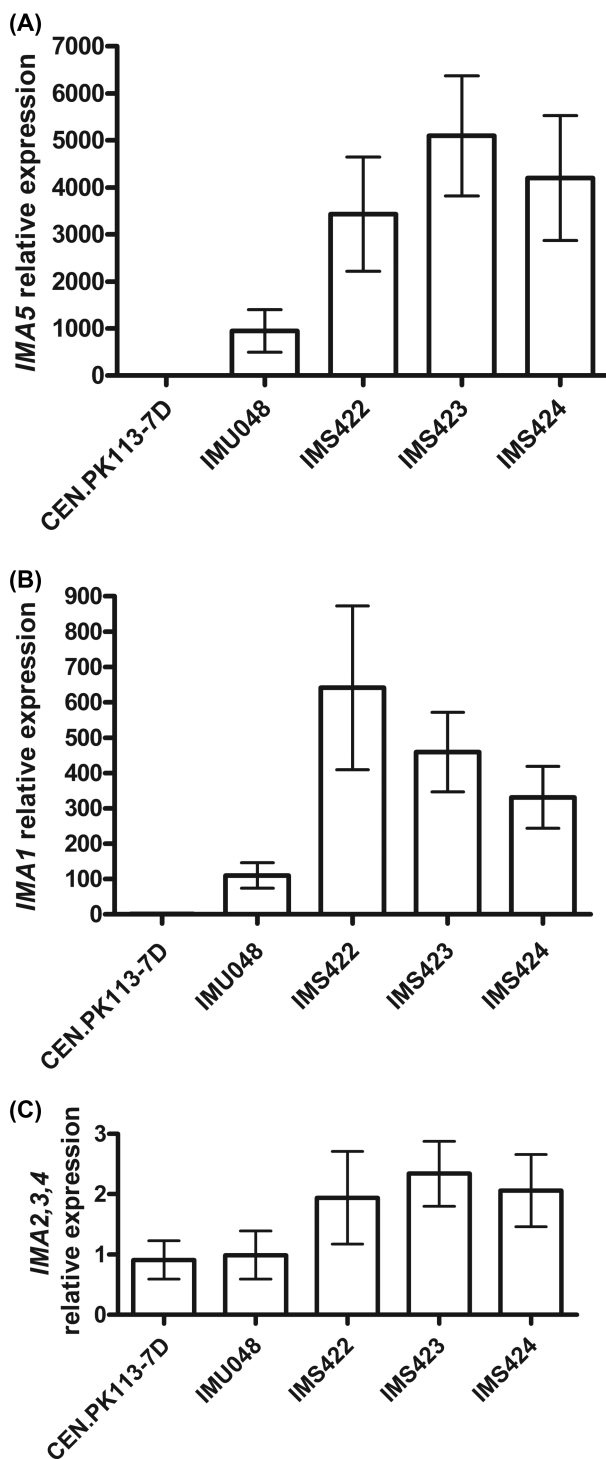 (A)
IMA5 relative expression
7000
6000
5000
4000
3000
2000
1000
0
CEN.PK113-7D
IMU048
IMS422
IMS423
IMS424
(B)
IMA1 relative expression
900
800
700
600
500
400
300
200
100
0
CEN.PK113-7D
IMU048
IMS422
IMS423
IMS424
(C)
IMA2,3,4
relative expression
3
2
1
0
CEN.PK113-7D
IMU048
IMS422
IMS423
IMS424